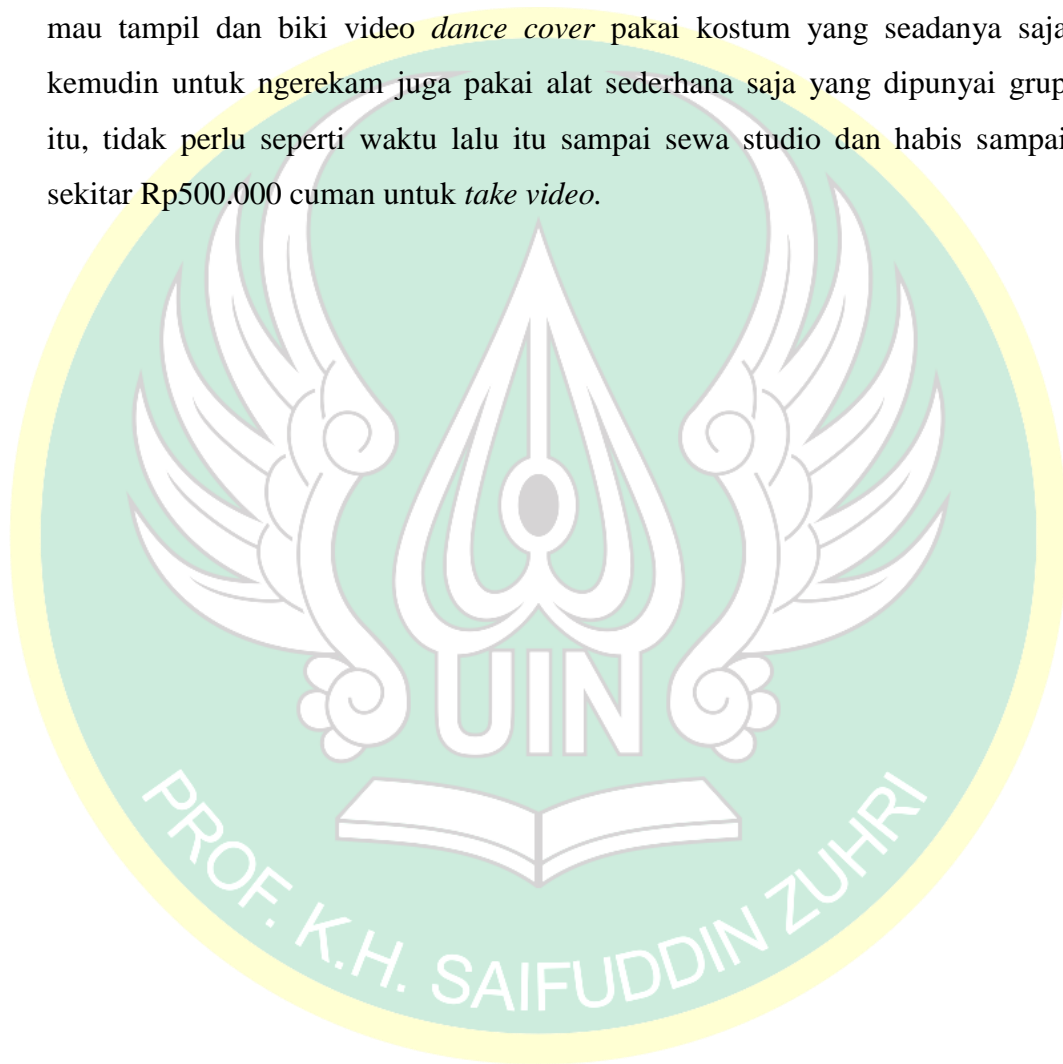 mau tampil dan biki video dance cover pakai kostum yang seadanya saja
kemudin untuk ngerekam juga pakai alat sederhana saja yang dipunyai grup
itu, tidak perlu seperti waktu lalu itu sampai sewa studio dan habis sampai
sekitar Rp500.000 cuman untuk take video.
UIN
PROF. K.H. SAIFUDDIN ZUHRI